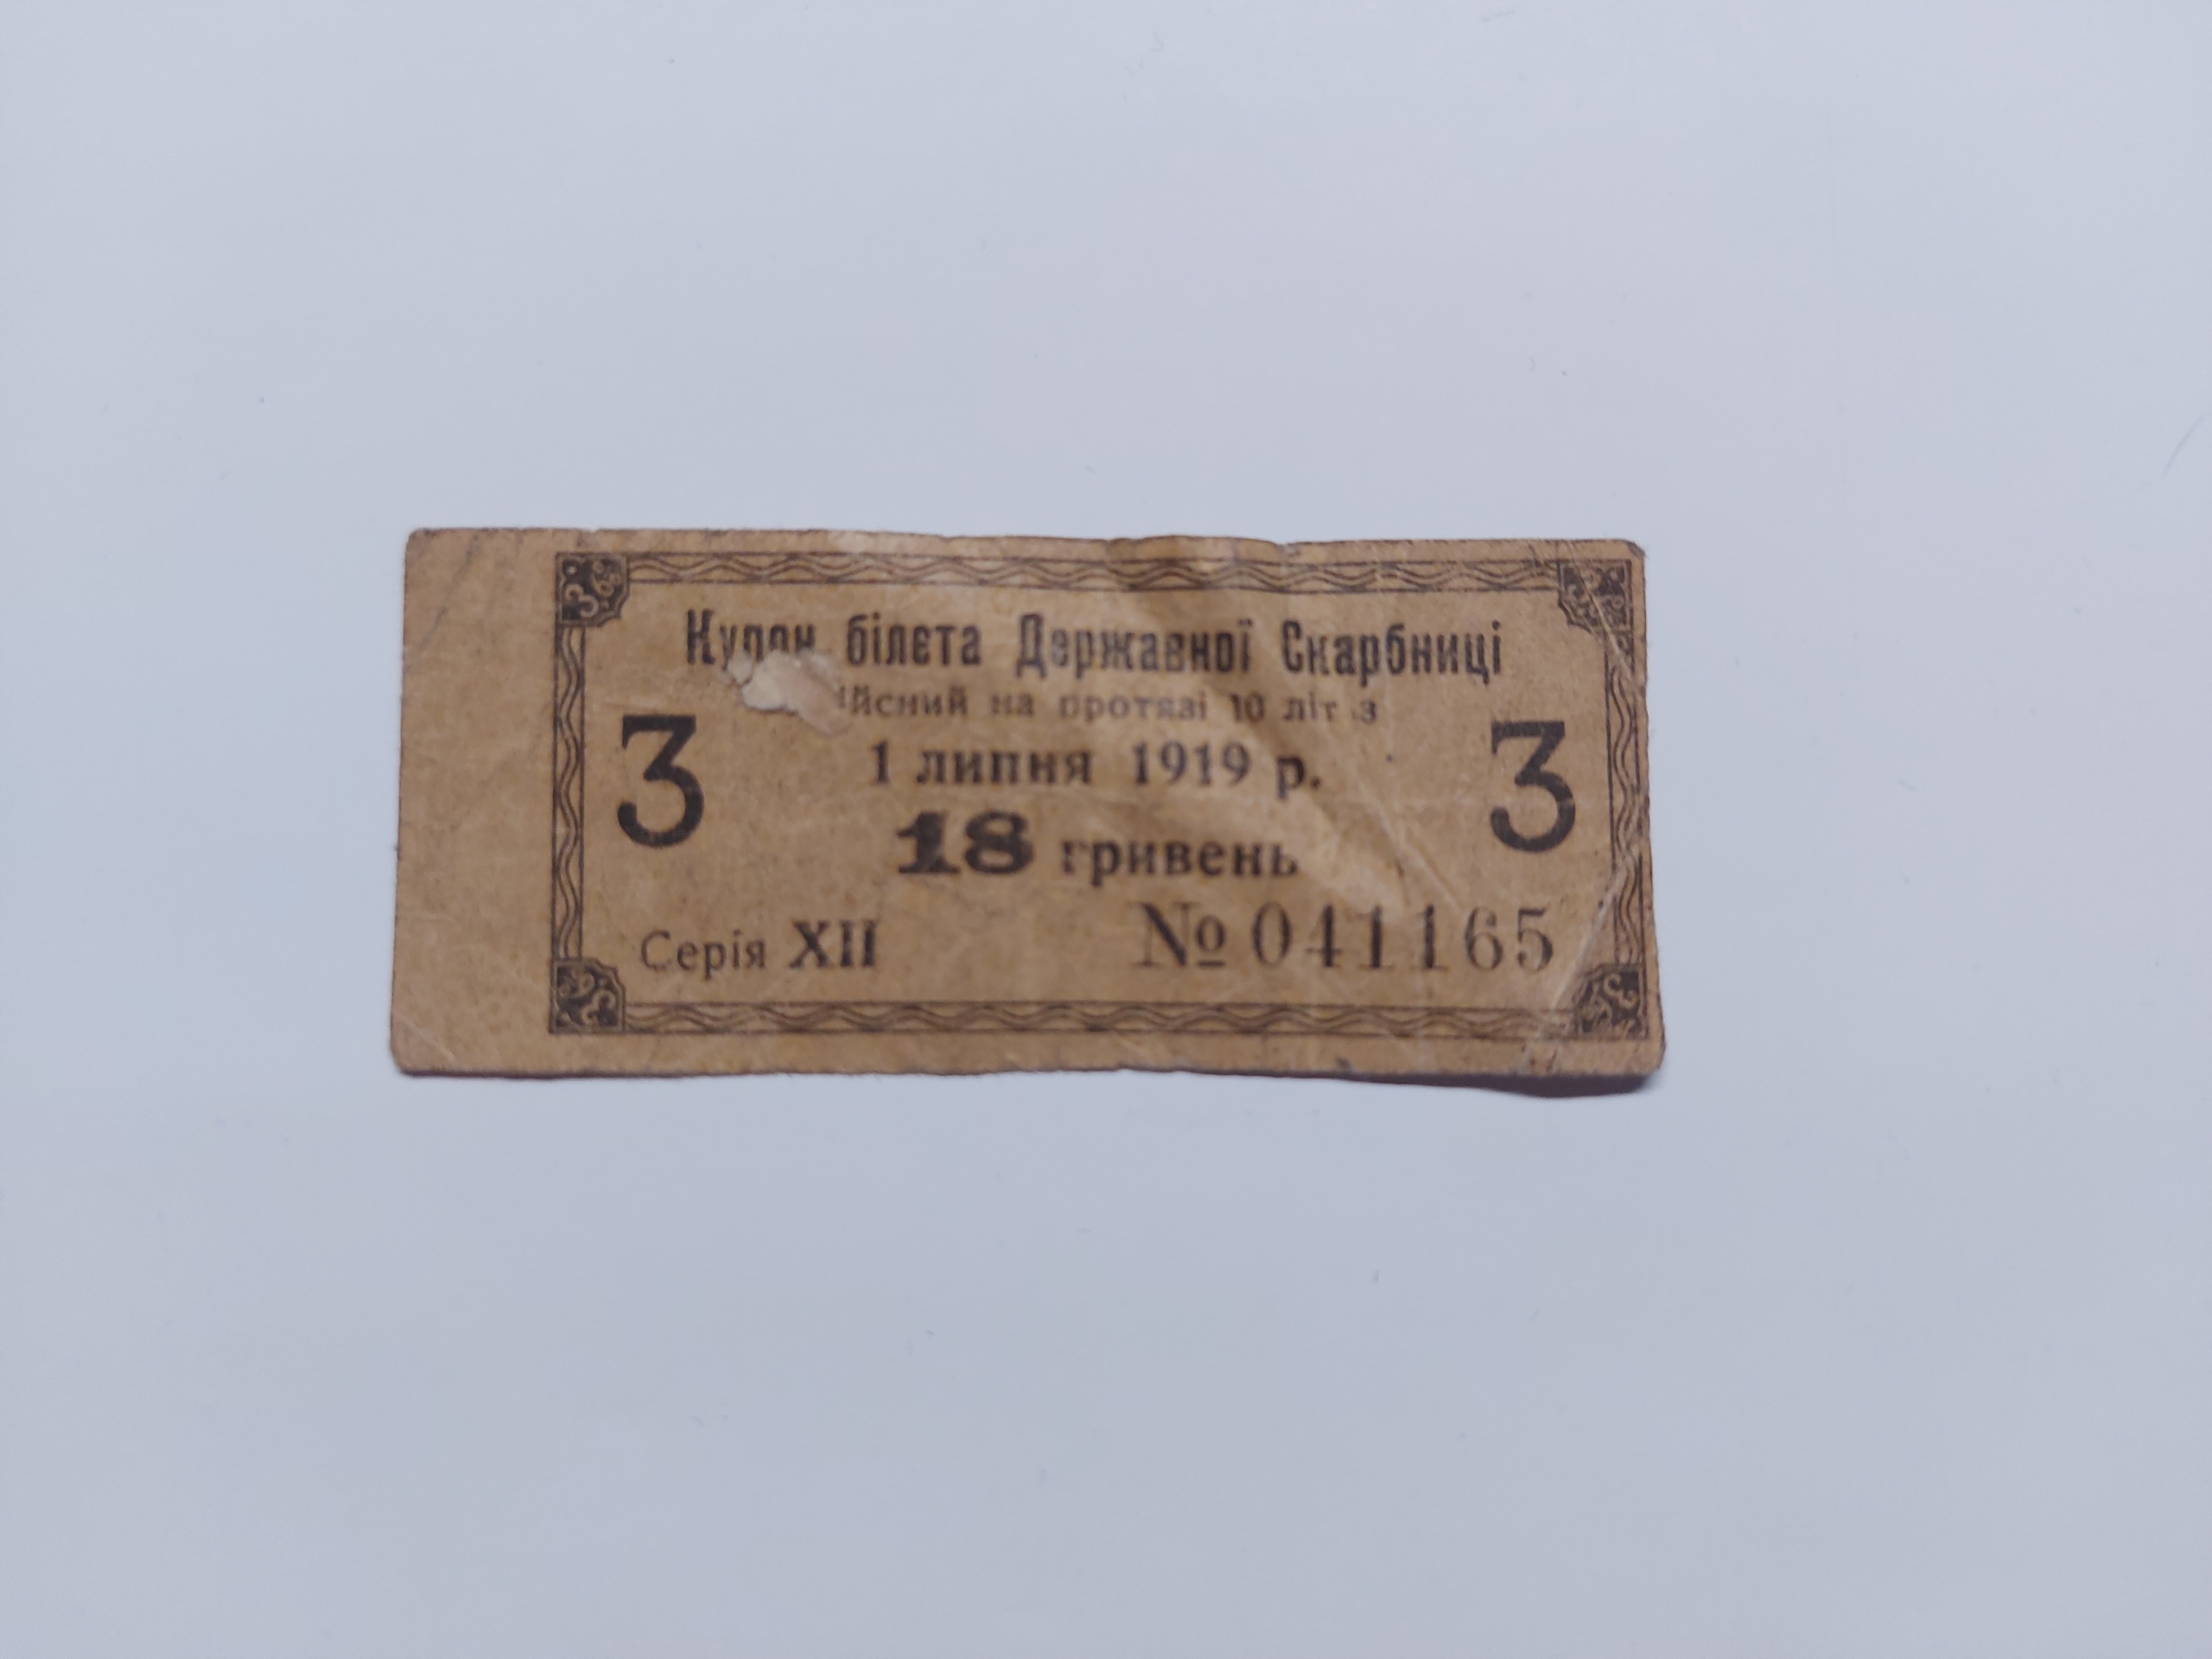 Купон білета Державної Скарбниці
дійсний на протязі 10 літ з
3 1 липня 1919 р. 3
18 гривень
Серія XII № 041165